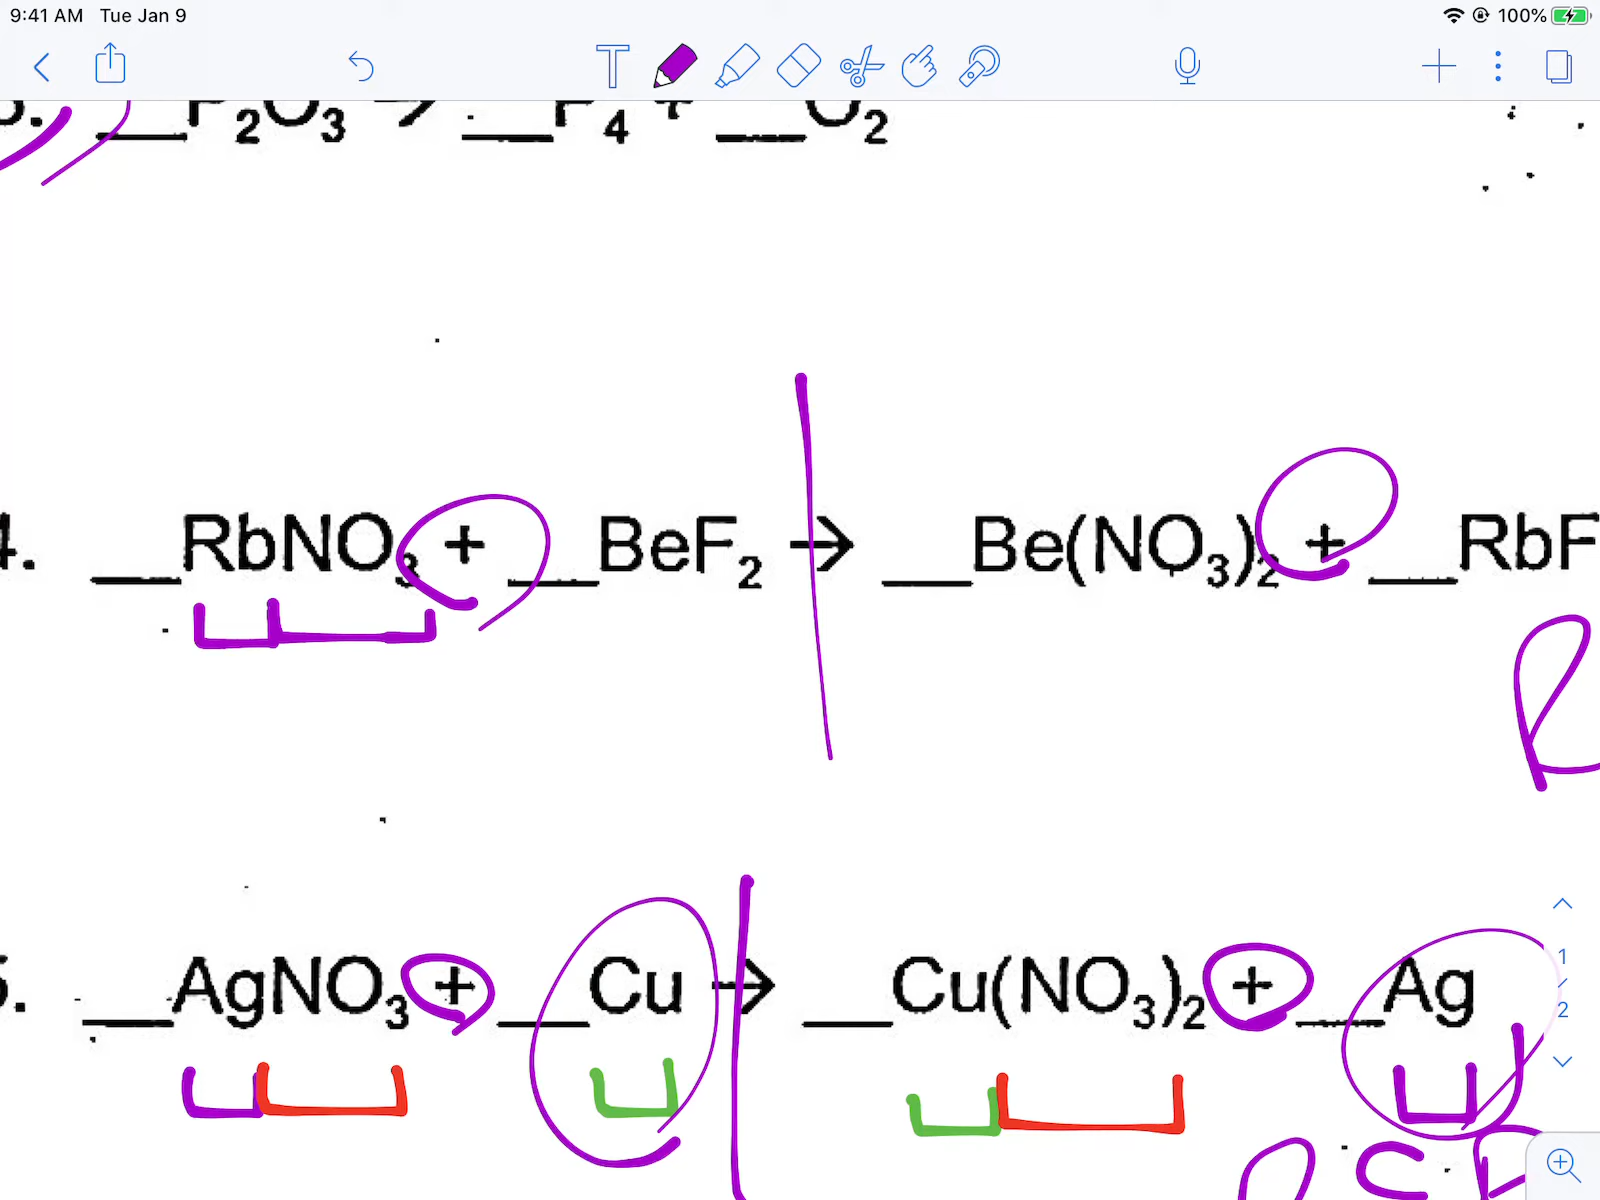 9:41 AM Tue Jan 9 100%
T
3. __P₂O₃ → __P₄ + __O₂
4. __RbNO₃ + __BeF₂ → __Be(NO₃)₂ + __RbF
R
5. __AgNO₃ + __Cu → __Cu(NO₃)₂ + __Ag
1
2